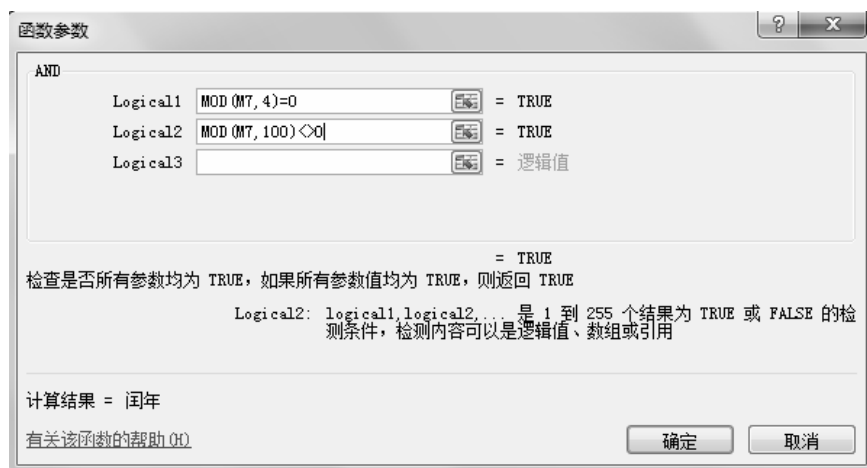 函数参数
AND
Logical1 MOD(M7,4)=0 = TRUE
Logical2 MOD(M7,100)<>0 = TRUE
Logical3 = 逻辑值
= TRUE
检查是否所有参数均为 TRUE，如果所有参数值均为 TRUE，则返回 TRUE
Logical2: logical1,logical2,... 是 1 到 255 个结果为 TRUE 或 FALSE 的检
测条件，检测内容可以是逻辑值、数组或引用
计算结果 = 闰年
有关该函数的帮助(H)
确定 取消